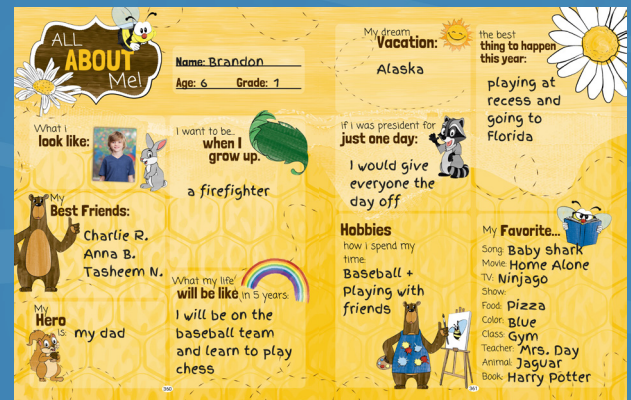 ALL
ABOUT
Me!
Name: Brandon
Age: 6 Grade: 1
What i
look like:
I want to be..
when I
grow up.
a firefighter
My
Best Friends:
Charlie R.
Anna B.
Tasheem N.
What my life
will be like in 5 years:
I will be on the
baseball team
and learn to play
chess
My
Hero
is: my dad
360
My dream
Vacation:
Alaska
the best
thing to happen
this year:
playing at
recess and
going to
Florida
if i was president for
just one day:
I would give
everyone the
day off
Hobbies
how i spend my
time:
Baseball +
Playing with
friends
My Favorite...
Song: Baby Shark
Movie: Home Alone
TV: Ninjago
Show:
Food: Pizza
Color: Blue
Class: Gym
Teacher: Mrs. Day
Animal: Jaguar
Book: Harry Potter
361